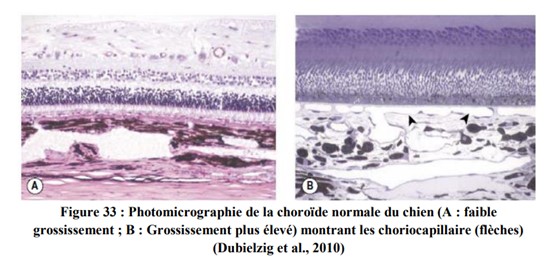 A
B
Figure 33 : Photomicrographie de la choroïde normale du chien (A : faible
grossissement ; B : Grossissement plus élevé) montrant les choriocapillaire (flèches)
(Dubielzig et al., 2010)